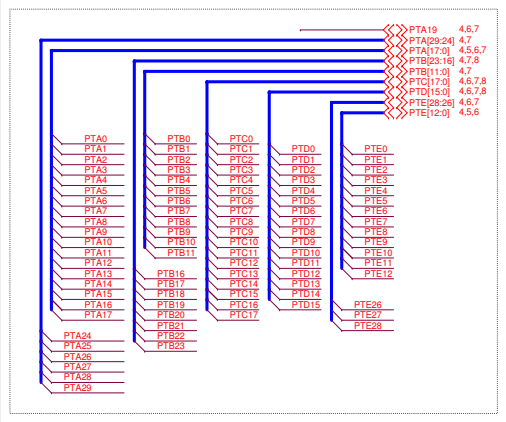 PTA19 4,6,7
PTA[29:24] 4,7
PTA[17:0] 4,5,6,7
PTB[23:16] 4,7,8
PTB[11:0] 4,7
PTC[17:0] 4,6,7,8
PTD[15:0] 4,6,7,8
PTE[28:26] 4,6,7
PTE[12:0] 4,5,6
PTA0
PTA1
PTA2
PTA3
PTA4
PTA5
PTA6
PTA7
PTA8
PTA9
PTA10
PTA11
PTA12
PTA13
PTA14
PTA15
PTA16
PTA17
PTA24
PTA25
PTA26
PTA27
PTA28
PTA29
PTB0
PTB1
PTB2
PTB3
PTB4
PTB5
PTB6
PTB7
PTB8
PTB9
PTB10
PTB11
PTB16
PTB17
PTB18
PTB19
PTB20
PTB21
PTB22
PTB23
PTC0
PTC1
PTC2
PTC3
PTC4
PTC5
PTC6
PTC7
PTC8
PTC9
PTC10
PTC11
PTC12
PTC13
PTC14
PTC15
PTC16
PTC17
PTD0
PTD1
PTD2
PTD3
PTD4
PTD5
PTD6
PTD7
PTD8
PTD9
PTD10
PTD11
PTD12
PTD13
PTD14
PTD15
PTE0
PTE1
PTE2
PTE3
PTE4
PTE5
PTE6
PTE7
PTE8
PTE9
PTE10
PTE11
PTE12
PTE26
PTE27
PTE28